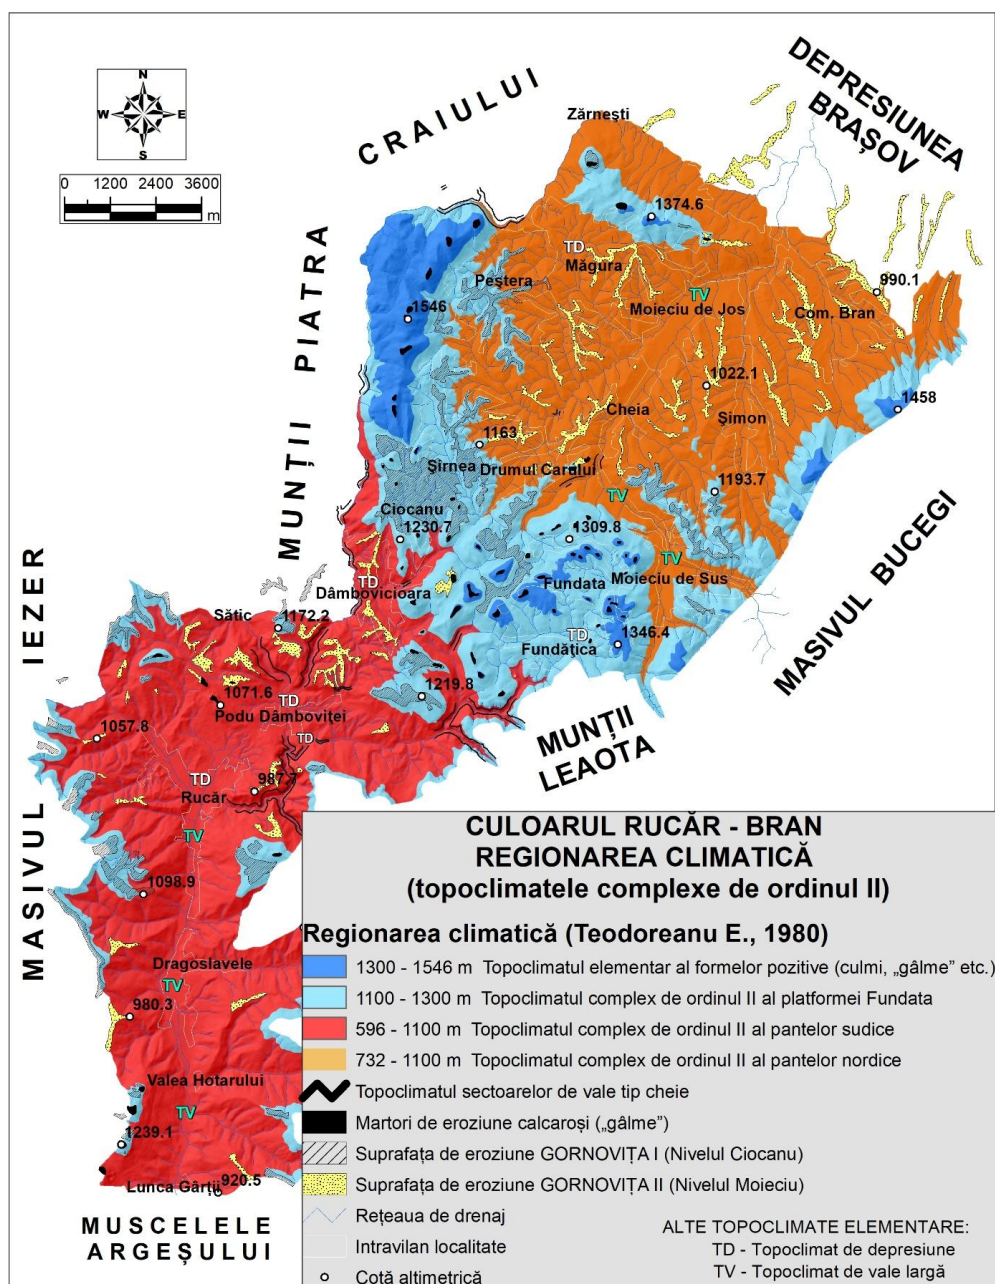 DEPRESIUNEA
BRAȘOV
CRAIULUI
N
W E
S
0 1200 2400 3600
m
Zărneşti
1374.6
TD
Măgura
Peştera
990.1
TV
Moieciu de Jos
Com. Bran
1546
MUNȚII PIATRA
1022.1
1458
Cheia
Şimon
1163
Şirnea
Drumul Carului
1193.7
TV
Ciocanu
1230.7
1309.8
MASIVUL BUCEGI
TV
Fundata
Moieciu de Sus
TD
Dâmbovicioara
Sătic
1172.2
TD
Fundăţica
1346.4
MASIVUL IEZER
1219.8
1071.6
TD
Podu Dâmboviţei
1057.8
TD
MUNȚII
LEAOTA
TD
987.7
Rucăr
TV
1098.9
Dragoslavele
TV
980.3
Valea Hotarului
TV
1239.1
Lunca Gârţii
920.5
MUSCELELE
ARGEȘULUI
CULOARUL RUCĂR - BRAN
REGIONAREA CLIMATICĂ
(topoclimatele complexe de ordinul II)
Regionarea climatică (Teodoreanu E., 1980)
1300 - 1546 m Topoclimatul elementar al formelor pozitive (culmi, „gâlme” etc.)
1100 - 1300 m Topoclimatul complex de ordinul II al platformei Fundata
596 - 1100 m Topoclimatul complex de ordinul II al pantelor sudice
732 - 1100 m Topoclimatul complex de ordinul II al pantelor nordice
Topoclimatul sectoarelor de vale tip cheie
Martori de eroziune calcaroși („gâlme”)
Suprafața de eroziune GORNOVIȚA I (Nivelul Ciocanu)
Suprafața de eroziune GORNOVIȚA II (Nivelul Moieciu)
Rețeaua de drenaj
Intravilan localitate
Cotă altimetrică
ALTE TOPOCLIMATE ELEMENTARE:
TD - Topoclimat de depresiune
TV - Topoclimat de vale largă